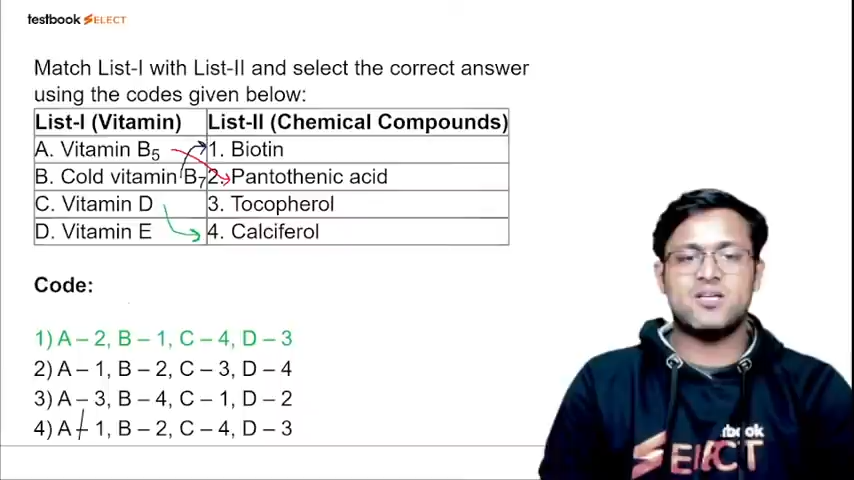 testbook SELECT
Match List-I with List-II and select the correct answer
using the codes given below:
List-I (Vitamin) List-II (Chemical Compounds)
A. Vitamin B5 1. Biotin
B. Cold vitamin B7 2. Pantothenic acid
C. Vitamin D 3. Tocopherol
D. Vitamin E 4. Calciferol
Code:
1) A – 2, B – 1, C – 4, D – 3
2) A – 1, B – 2, C – 3, D – 4
3) A – 3, B – 4, C – 1, D – 2
4) A – 1, B – 2, C – 4, D – 3
book
SELECT